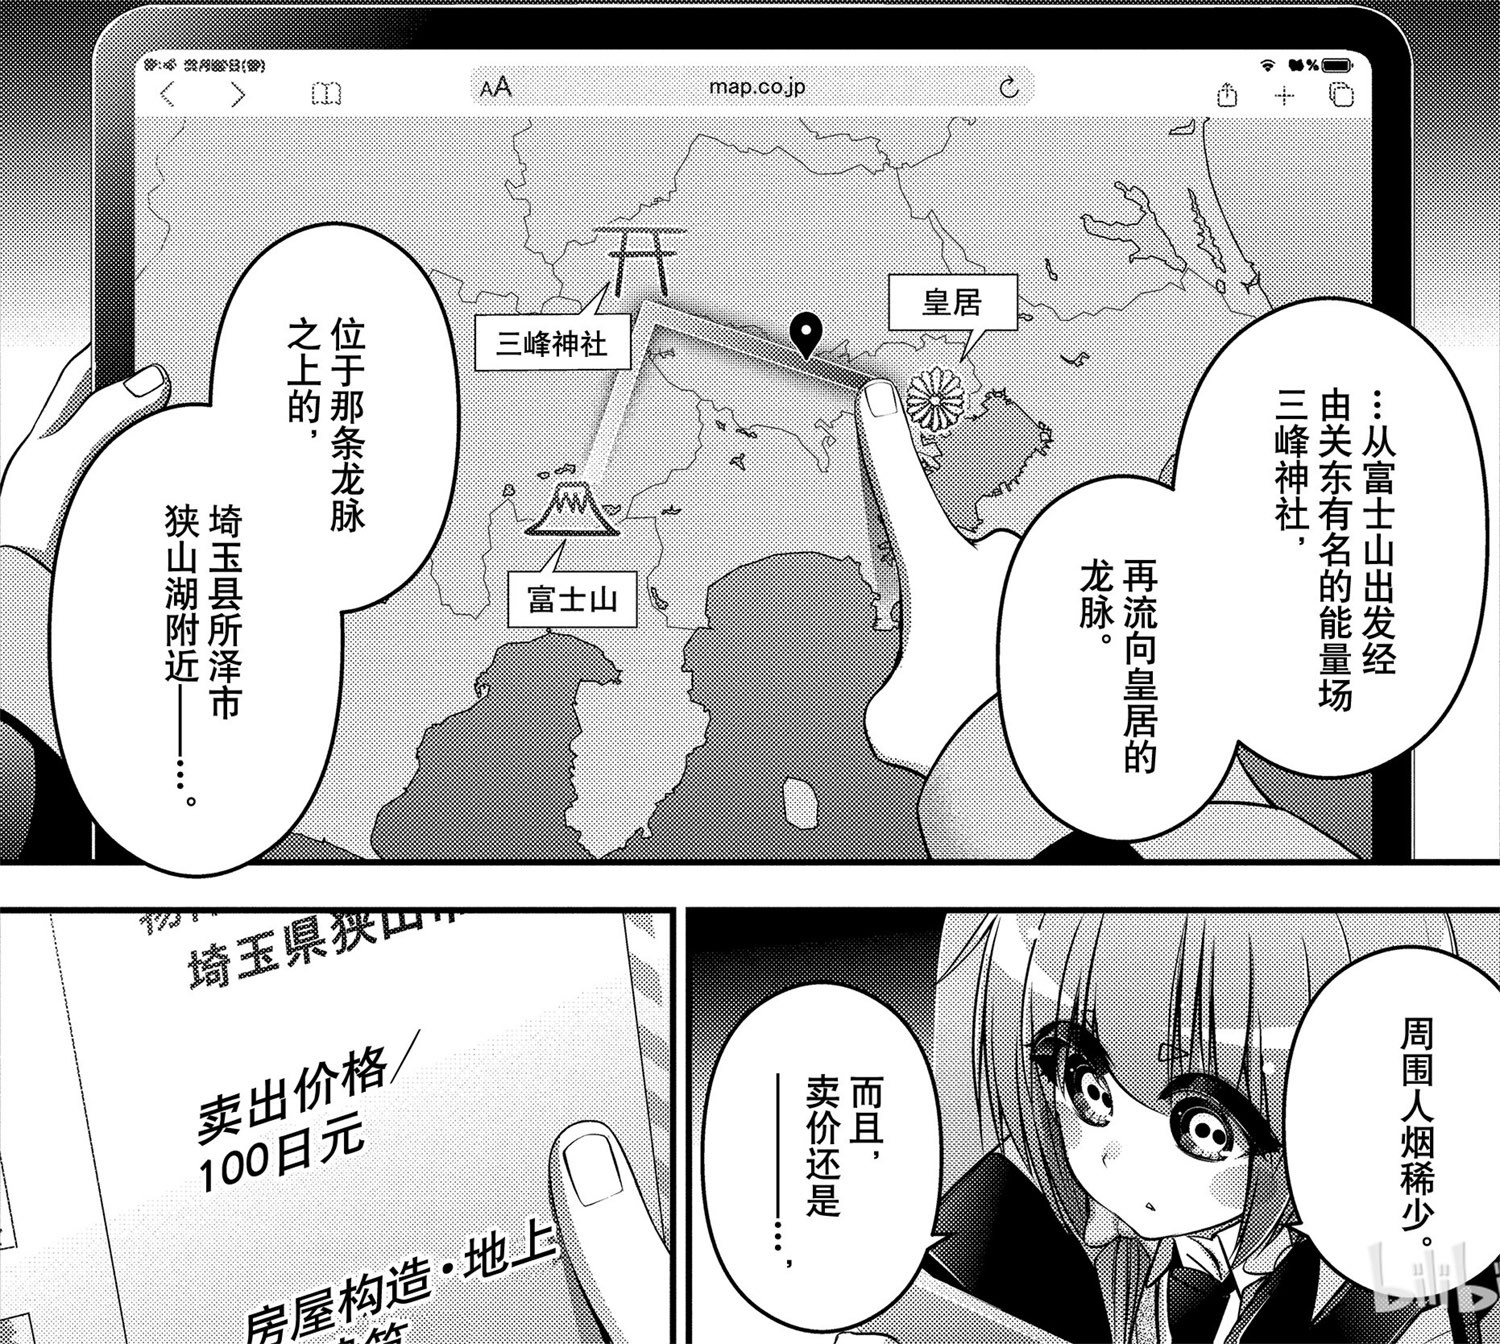 map.co.jp
AA
…从富士山出发经
由关东有名的能量场
三峰神社，
再流向皇居的
龙脉。
皇居
三峰神社
富士山
位于那条龙脉
之上的，
埼玉县所泽市
狭山湖附近——…。
周围人烟稀少。
而且，
卖价还是
———…，
埼玉県狭山市
卖出价格／
100日元
房屋构造・地上
bilibi